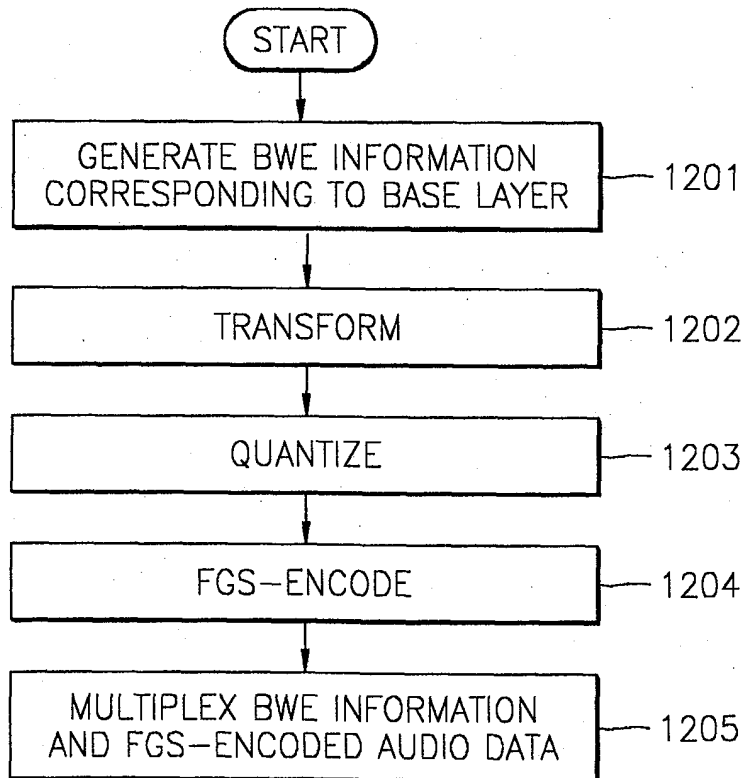 START
GENERATE BWE INFORMATION
CORRESPONDING TO BASE LAYER
1201
TRANSFORM
1202
QUANTIZE
1203
FGS-ENCODE
1204
MULTIPLEX BWE INFORMATION
AND FGS-ENCODED AUDIO DATA
1205